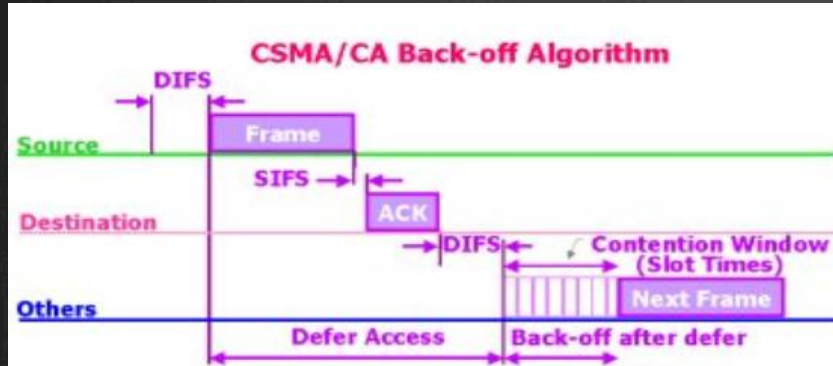 CSMA/CA Back-off Algorithm
DIFS
Frame
Source
SIFS
ACK
Destination
DIFS
Contention Window
(Slot Times)
Next Frame
Others
Defer Access
Back-off after defer